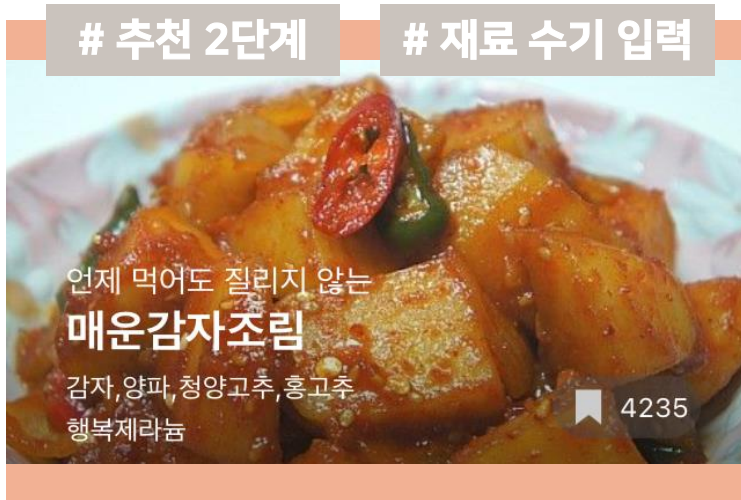 # 추천 2단계
# 재료 수기 입력
언제 먹어도 질리지 않는
매운감자조림
감자,양파,청양고추,홍고추
행복제라늄
4235